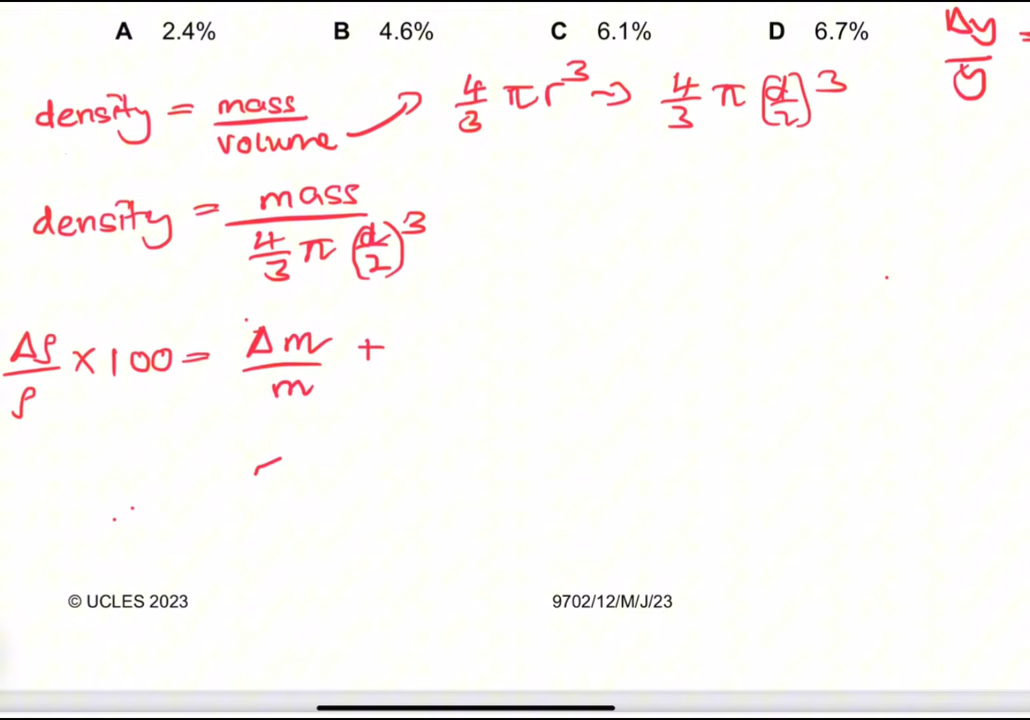 A 2.4% B 4.6% C 6.1% D 6.7%
Δy/y =
density = mass/volume → 4/3 πr³ → 4/3 π(d/2)³
density = mass / 4/3 π(d/2)³
Δρ/ρ × 100 = Δm/m +
© UCLES 2023 9702/12/M/J/23